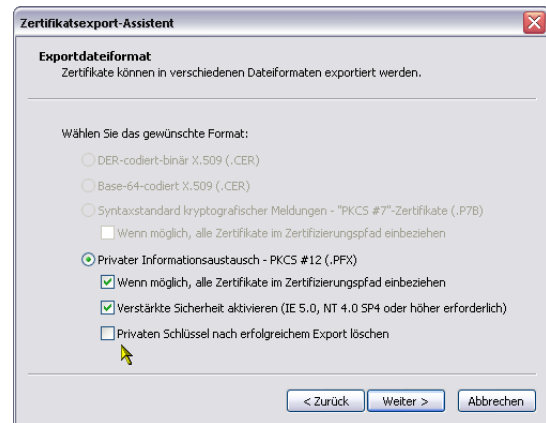 Zertifikatsexport-Assistent
Exportdateiformat
Zertifikate können in verschiedenen Dateiformaten exportiert werden.
Wählen Sie das gewünschte Format:
DER-codiert-binär X.509 (.CER)
Base-64-codiert X.509 (.CER)
Syntaxstandard kryptografischer Meldungen - "PKCS #7"-Zertifikate (.P7B)
Wenn möglich, alle Zertifikate im Zertifizierungspfad einbeziehen
Privater Informationsaustausch - PKCS #12 (.PFX)
Wenn möglich, alle Zertifikate im Zertifizierungspfad einbeziehen
Verstärkte Sicherheit aktivieren (IE 5.0, NT 4.0 SP4 oder höher erforderlich)
Privaten Schlüssel nach erfolgreichem Export löschen
< Zurück Weiter > Abbrechen